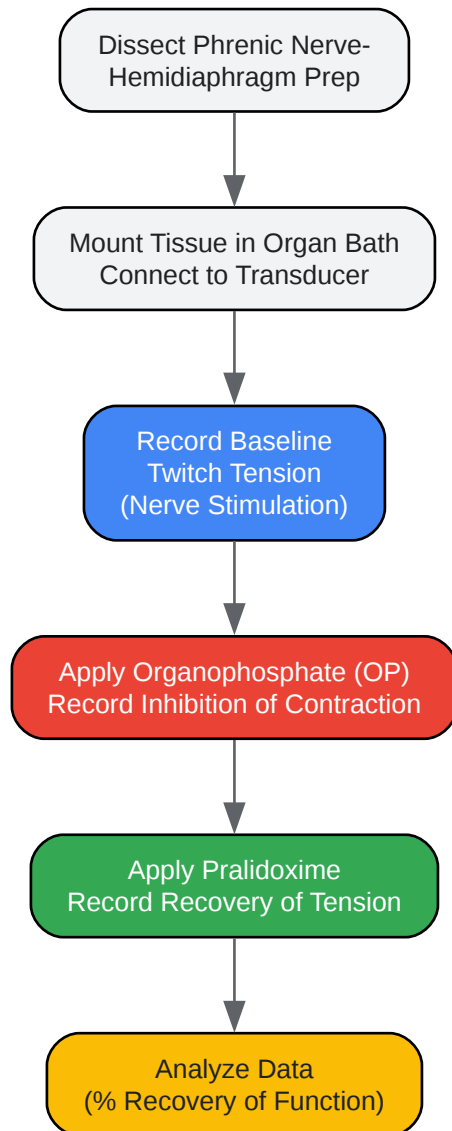 Dissect Phrenic Nerve-
Hemidiaphragm Prep
Mount Tissue in Organ Bath
Connect to Transducer
Record Baseline
Twitch Tension
(Nerve Stimulation)
Apply Organophosphate (OP)
Record Inhibition of Contraction
Apply Pralidoxime
Record Recovery of Tension
Analyze Data
(% Recovery of Function)